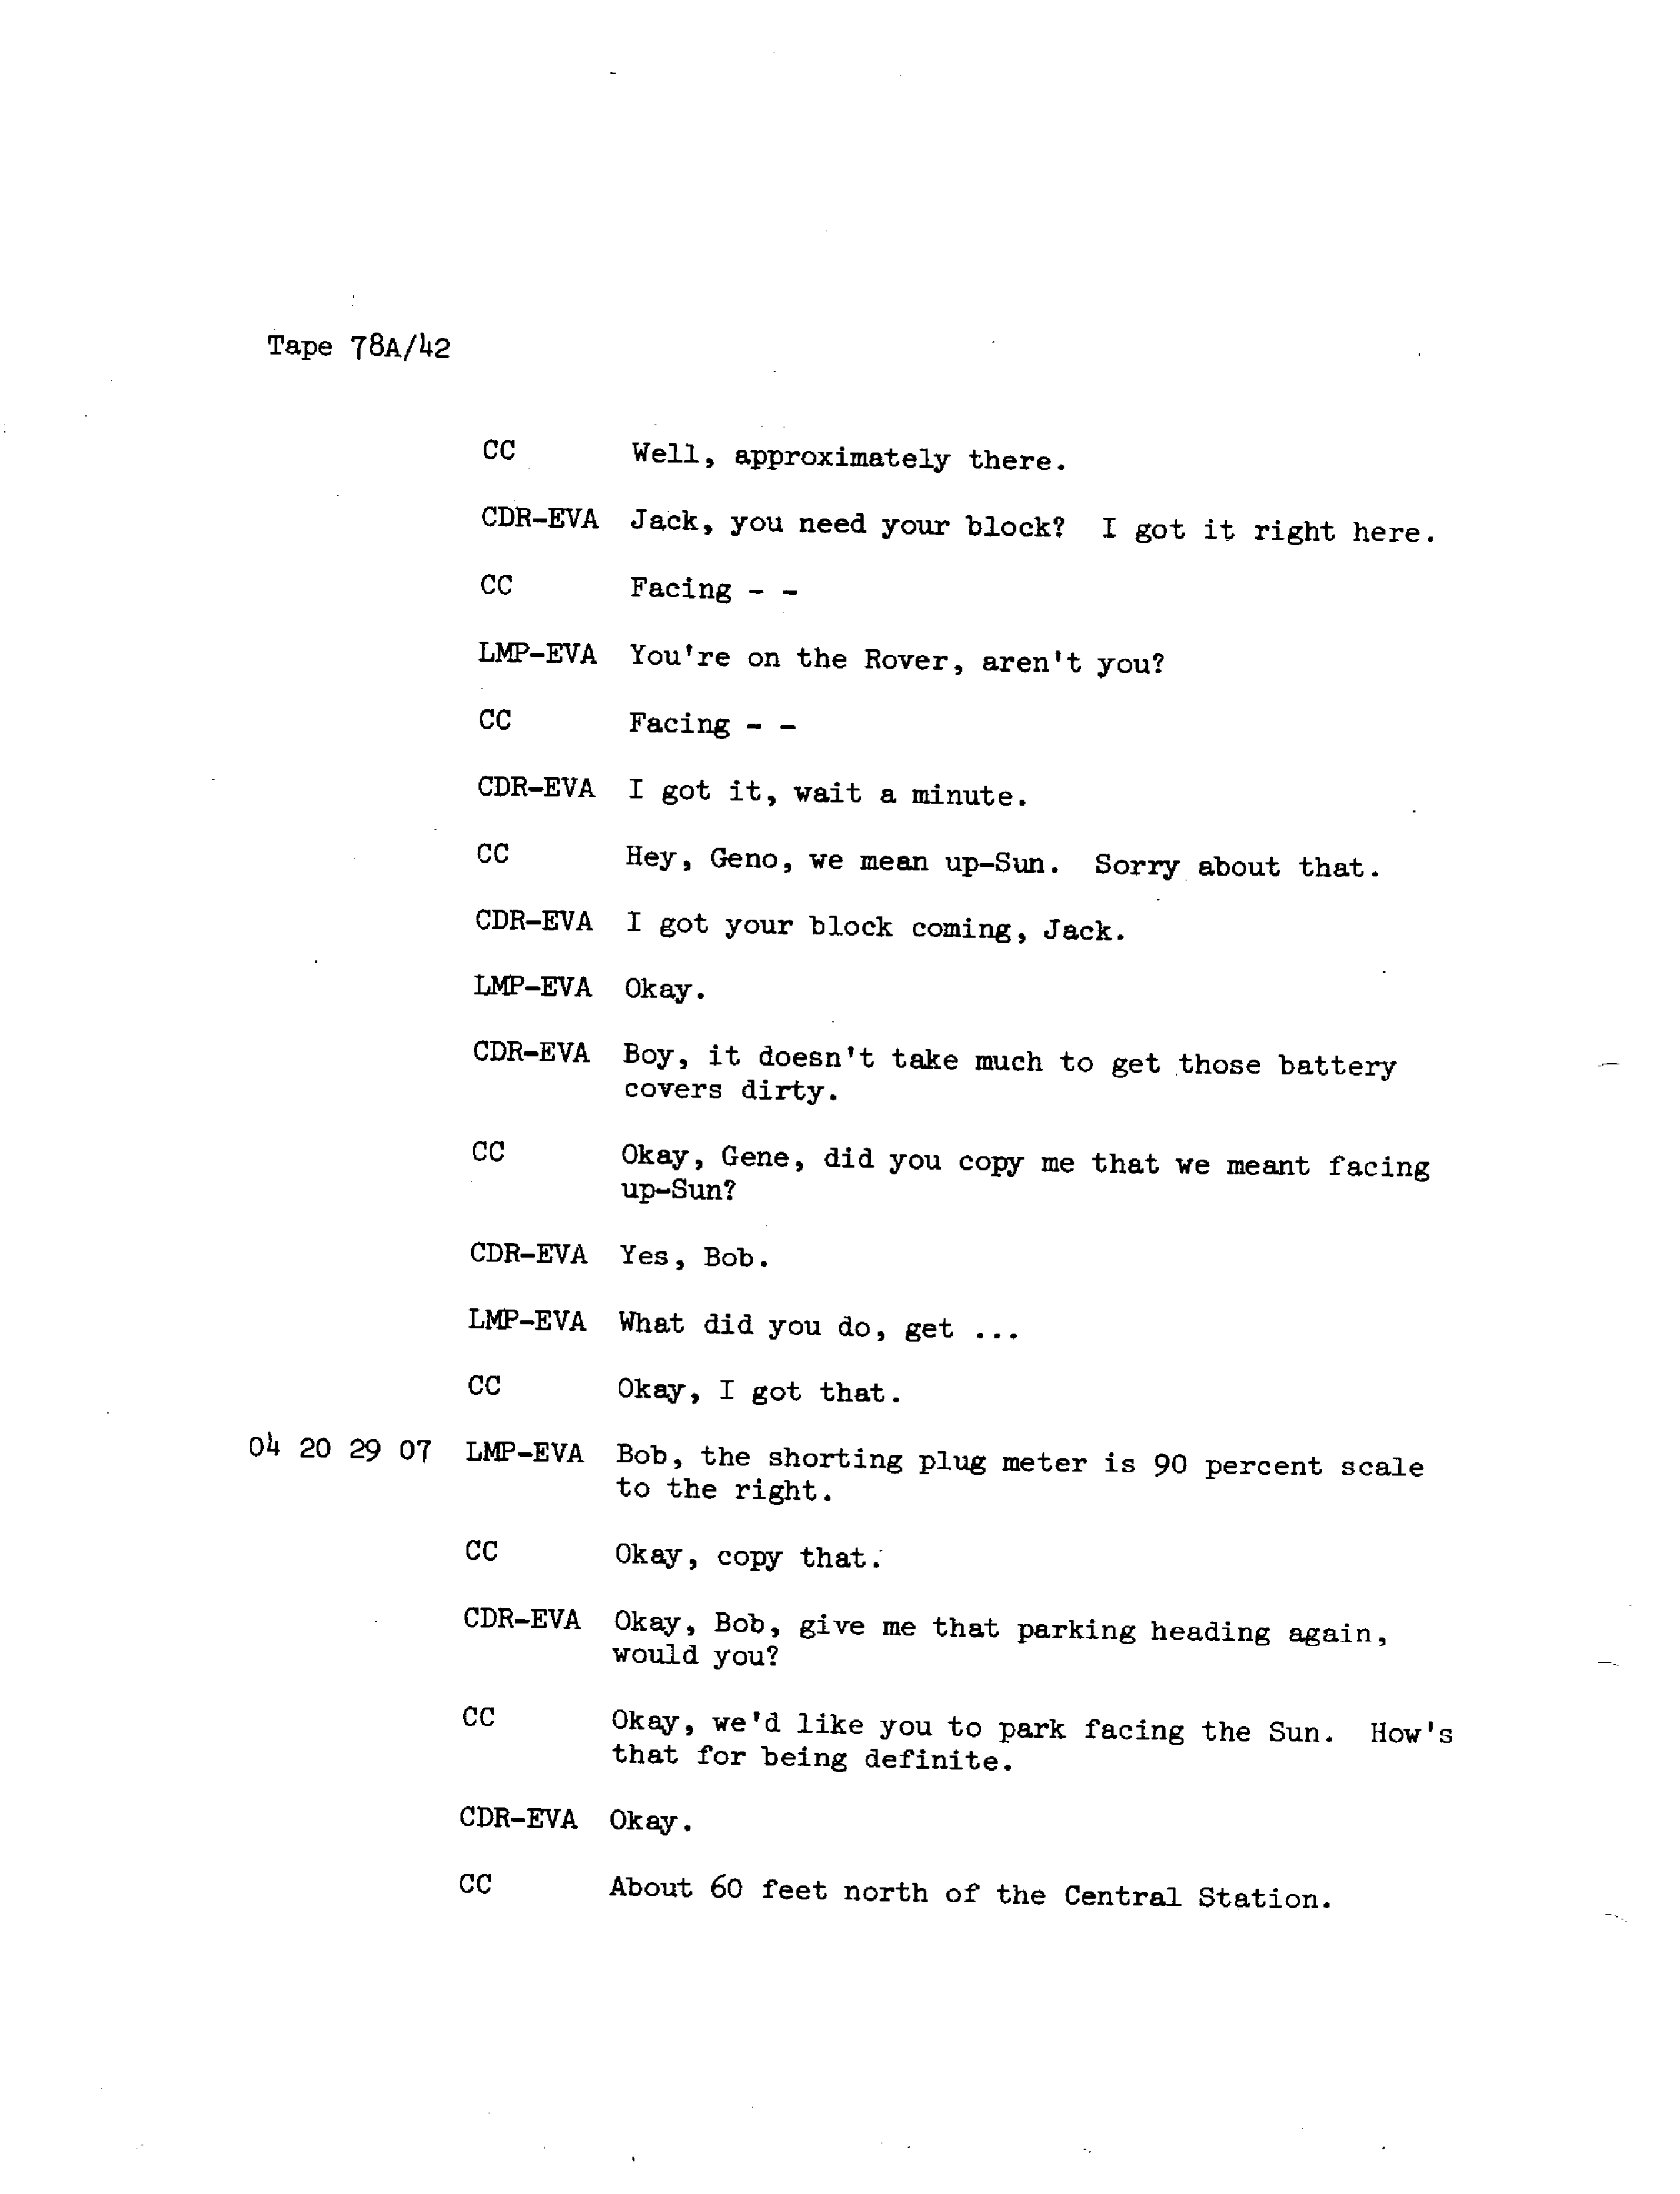 Tape 78A/42
CC Well, approximately there.
CDR-EVA Jack, you need your block? I got it right here.
CC Facing - -
LMP-EVA You're on the Rover, aren't you?
CC Facing - -
CDR-EVA I got it, wait a minute.
CC Hey, Geno, we mean up-Sun. Sorry about that.
CDR-EVA I got your block coming, Jack.
LMP-EVA Okay.
CDR-EVA Boy, it doesn't take much to get those battery
covers dirty.
CC Okay, Gene, did you copy me that we meant facing
up-Sun?
CDR-EVA Yes, Bob.
LMP-EVA What did you do, get ...
CC Okay, I got that.
04 20 29 07 LMP-EVA Bob, the shorting plug meter is 90 percent scale
to the right.
CC Okay, copy that.
CDR-EVA Okay, Bob, give me that parking heading again,
would you?
CC Okay, we'd like you to park facing the Sun. How's
that for being definite.
CDR-EVA Okay.
CC About 60 feet north of the Central Station.